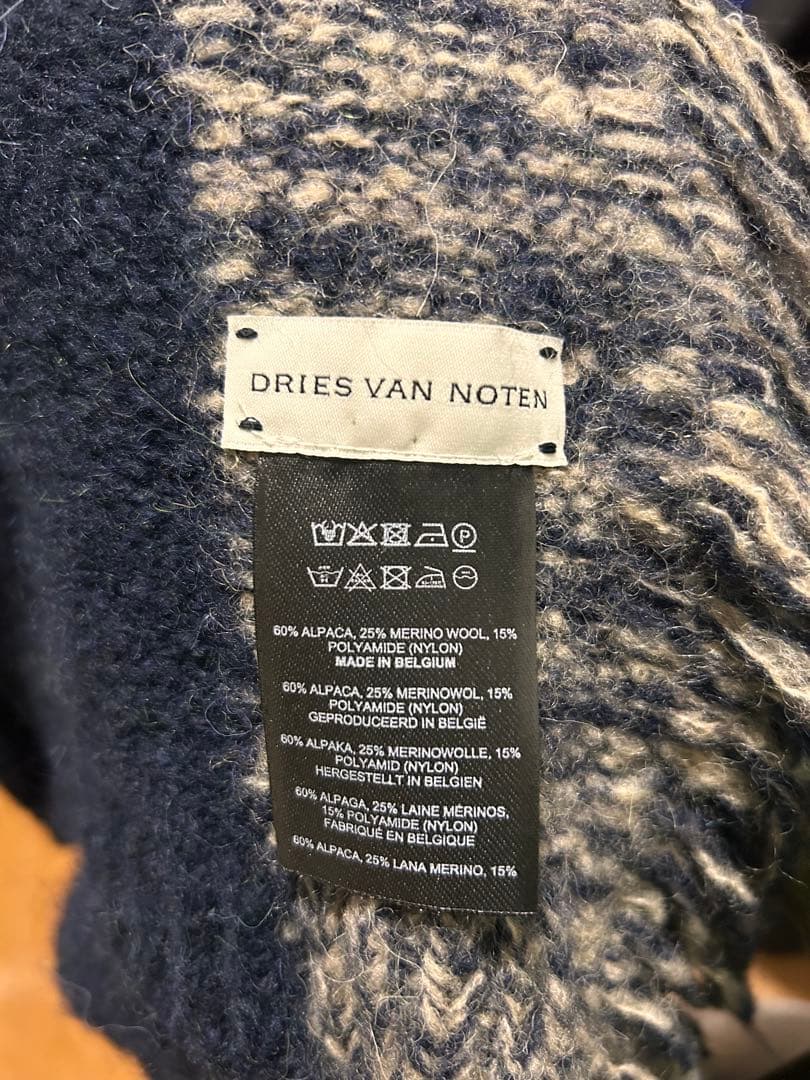 DRIES VAN NOTEN
P
60% ALPACA, 25% MERINO WOOL, 15%
POLYAMIDE (NYLON)
MADE IN BELGIUM
60% ALPACA, 25% MERINOWOL, 15%
POLYAMIDE (NYLON)
GEPRODUCEERD IN BELGIË
60% ALPAKA, 25% MERINOWOLLE, 15%
POLYAMID (NYLON)
HERGESTELLT IN BELGIEN
60% ALPAGA, 25% LAINE MÉRINOS,
15% POLYAMIDE (NYLON)
FABRIQUÉ EN BELGIQUE
60% ALPACA, 25% LANA MERINO, 15%